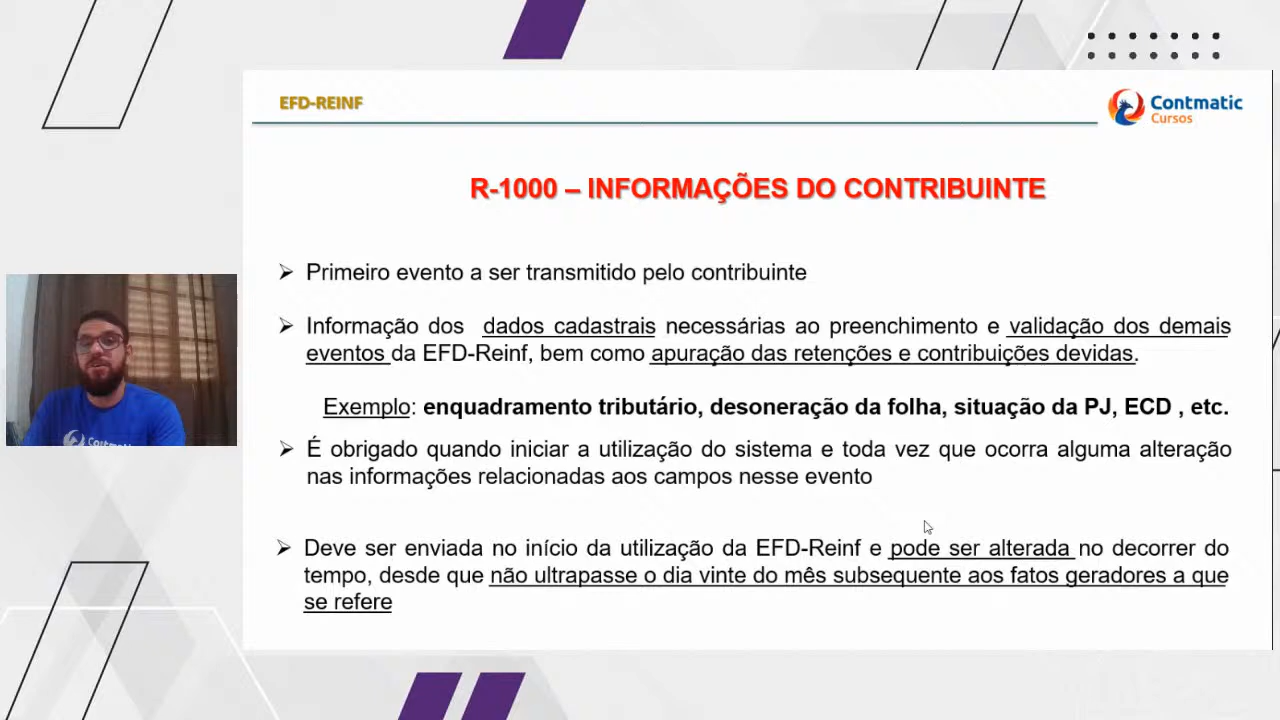 EFD-REINF
Contmatic
Cursos
R-1000 – INFORMAÇÕES DO CONTRIBUINTE
➢ Primeiro evento a ser transmitido pelo contribuinte
➢ Informação dos dados cadastrais necessárias ao preenchimento e validação dos demais
eventos da EFD-Reinf, bem como apuração das retenções e contribuições devidas.
Exemplo: enquadramento tributário, desoneração da folha, situação da PJ, ECD , etc.
➢ É obrigado quando iniciar a utilização do sistema e toda vez que ocorra alguma alteração
nas informações relacionadas aos campos nesse evento
➢ Deve ser enviada no início da utilização da EFD-Reinf e pode ser alterada no decorrer do
tempo, desde que não ultrapasse o dia vinte do mês subsequente aos fatos geradores a que
se refere